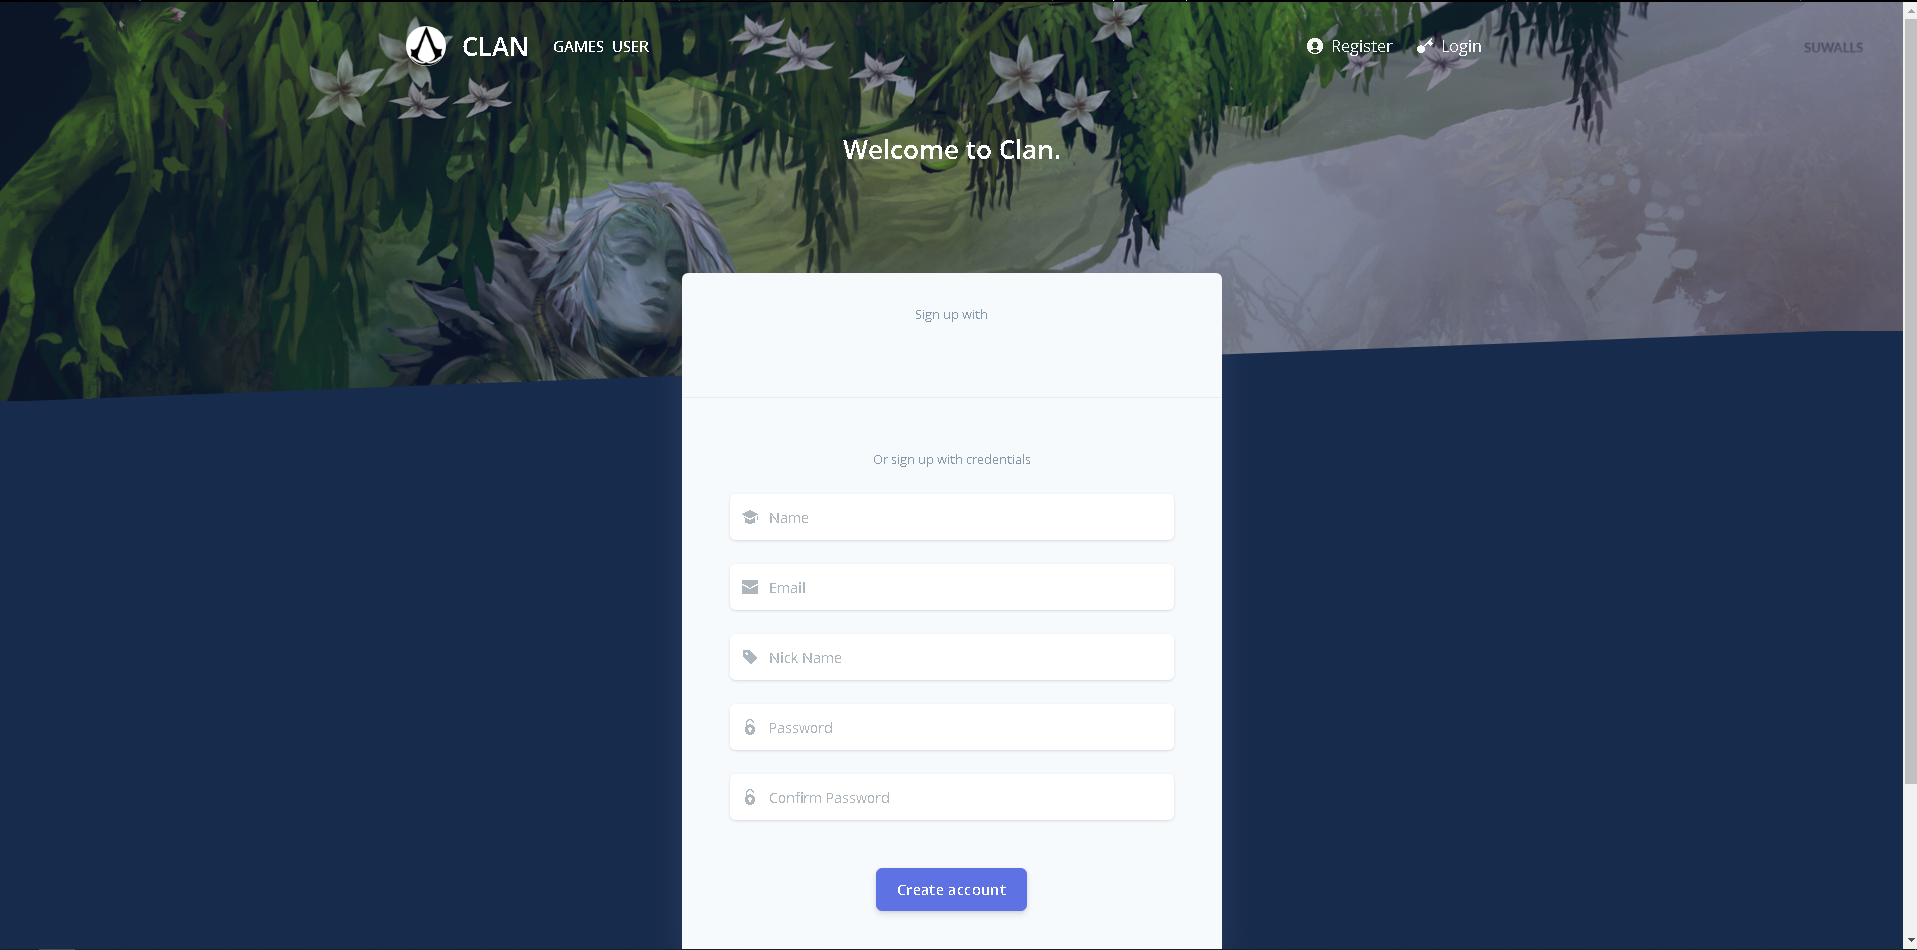 CLAN GAMES USER Register Login SUWALLS
Welcome to Clan.
Sign up with
Or sign up with credentials
Name
Email
Nick Name
Password
Confirm Password
Create account